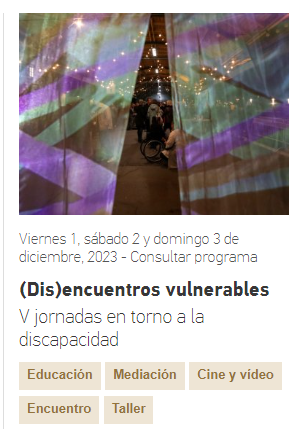 Viernes 1, sábado 2 y domingo 3 de
diciembre, 2023 - Consultar programa
(Dis)encuentros vulnerables
V jornadas en torno a la
discapacidad
Educación Mediación Cine y vídeo
Encuentro Taller